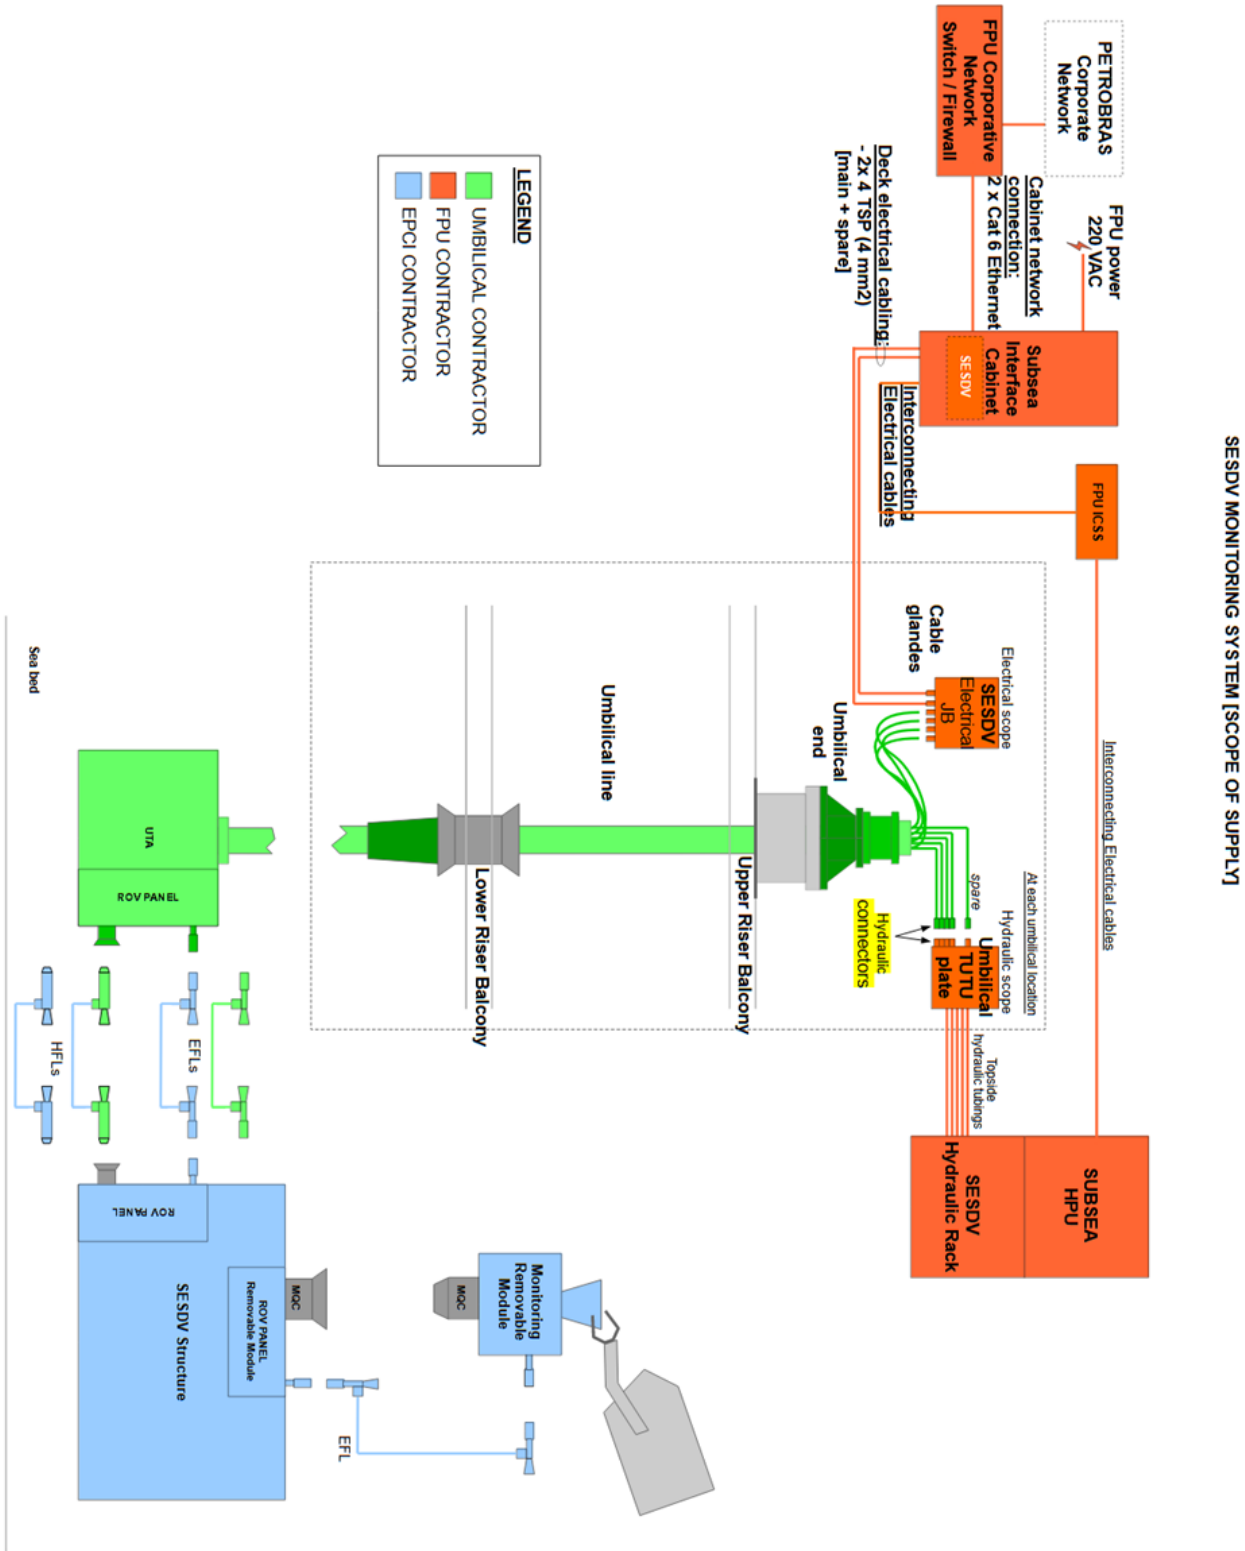 SESDV MONITORING SYSTEM [SCOPE OF SUPPLY]
PETROBRAS
Corporate
Network
FPU Corporative
Network
Switch / Firewall
FPU power
220 VAC
Cabinet network
connection:
2 x Cat 6 Ethernet
Subsea
Interface
Cabinet
SESDV
Deck electrical cabling:
- 2x 4 TSP (4 mm2)
[main + spare]
Interconnecting
Electrical cables
FPU ICSS
Interconnecting Electrical cables
Electrical scope
SESDV
Electrical
JB
Cable
glandes
At each umbilical location
Hydraulic scope
Umbilical
TUTU
plate
spare
Hydraulic
connectors
Topside
hydraulic tubings
SUBSEA
HPU
SESDV
Hydraulic Rack
Umbilical
end
Upper Riser Balcony
Umbilical line
Lower Riser Balcony
LEGEND
UMBILICAL CONTRACTOR
FPU CONTRACTOR
EPCI CONTRACTOR
UTA
ROV PANEL
EFLs
HFLs
ROV PANEL
SESDV Structure
ROV PANEL
Removable Module
MQC
MQC
Monitoring
Removable
Module
EFL
Sea bed